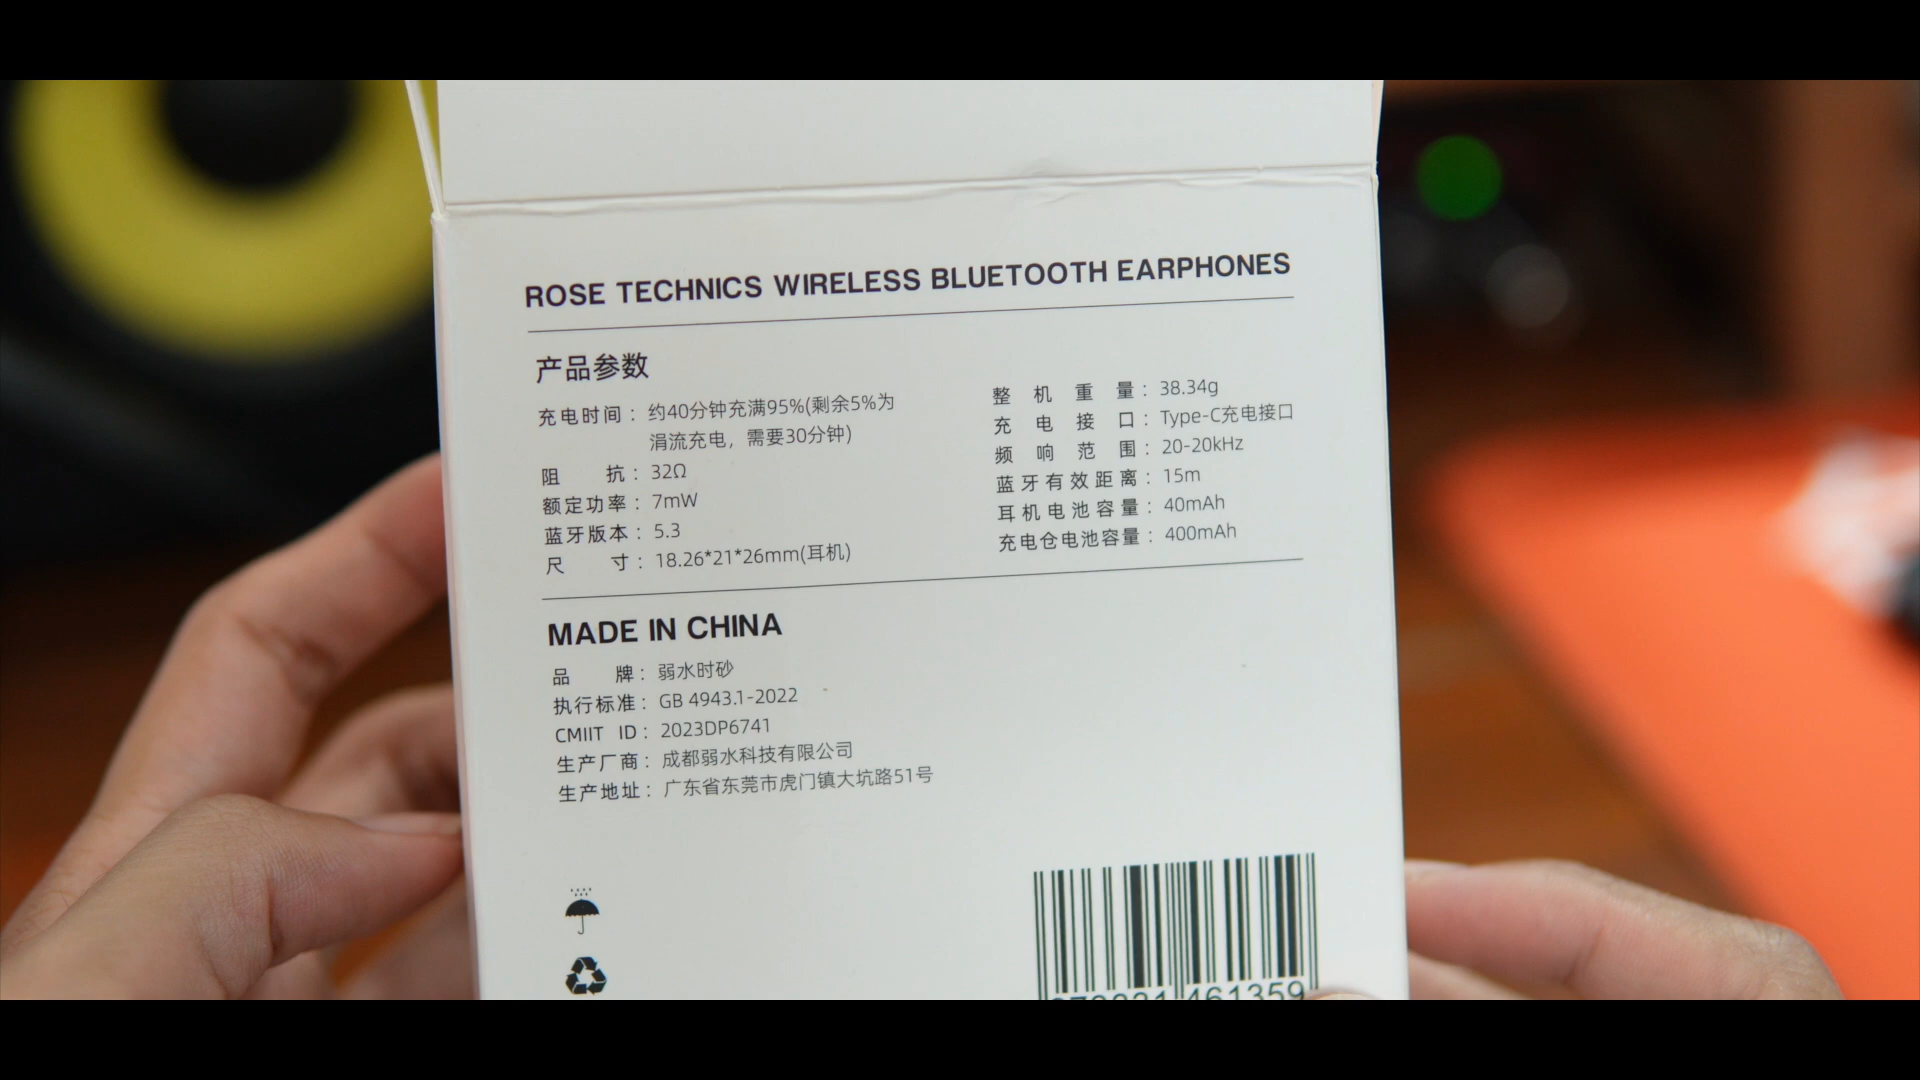 ROSE TECHNICS WIRELESS BLUETOOTH EARPHONES
产品参数
充电时间：约40分钟充满95%(剩余5%为
涓流充电，需要30分钟)
阻抗：32Ω
额定功率：7mW
蓝牙版本：5.3
尺寸：18.26*21*26mm(耳机)
整机重量：38.34g
充电接口：Type-C充电接口
频响范围：20-20kHz
蓝牙有效距离：15m
耳机电池容量：40mAh
充电仓电池容量：400mAh
MADE IN CHINA
品牌：弱水时砂
执行标准：GB 4943.1-2022
CMIIT ID：2023DP6741
生产厂商：成都弱水科技有限公司
生产地址：广东省东莞市虎门镇大坑路51号
461359